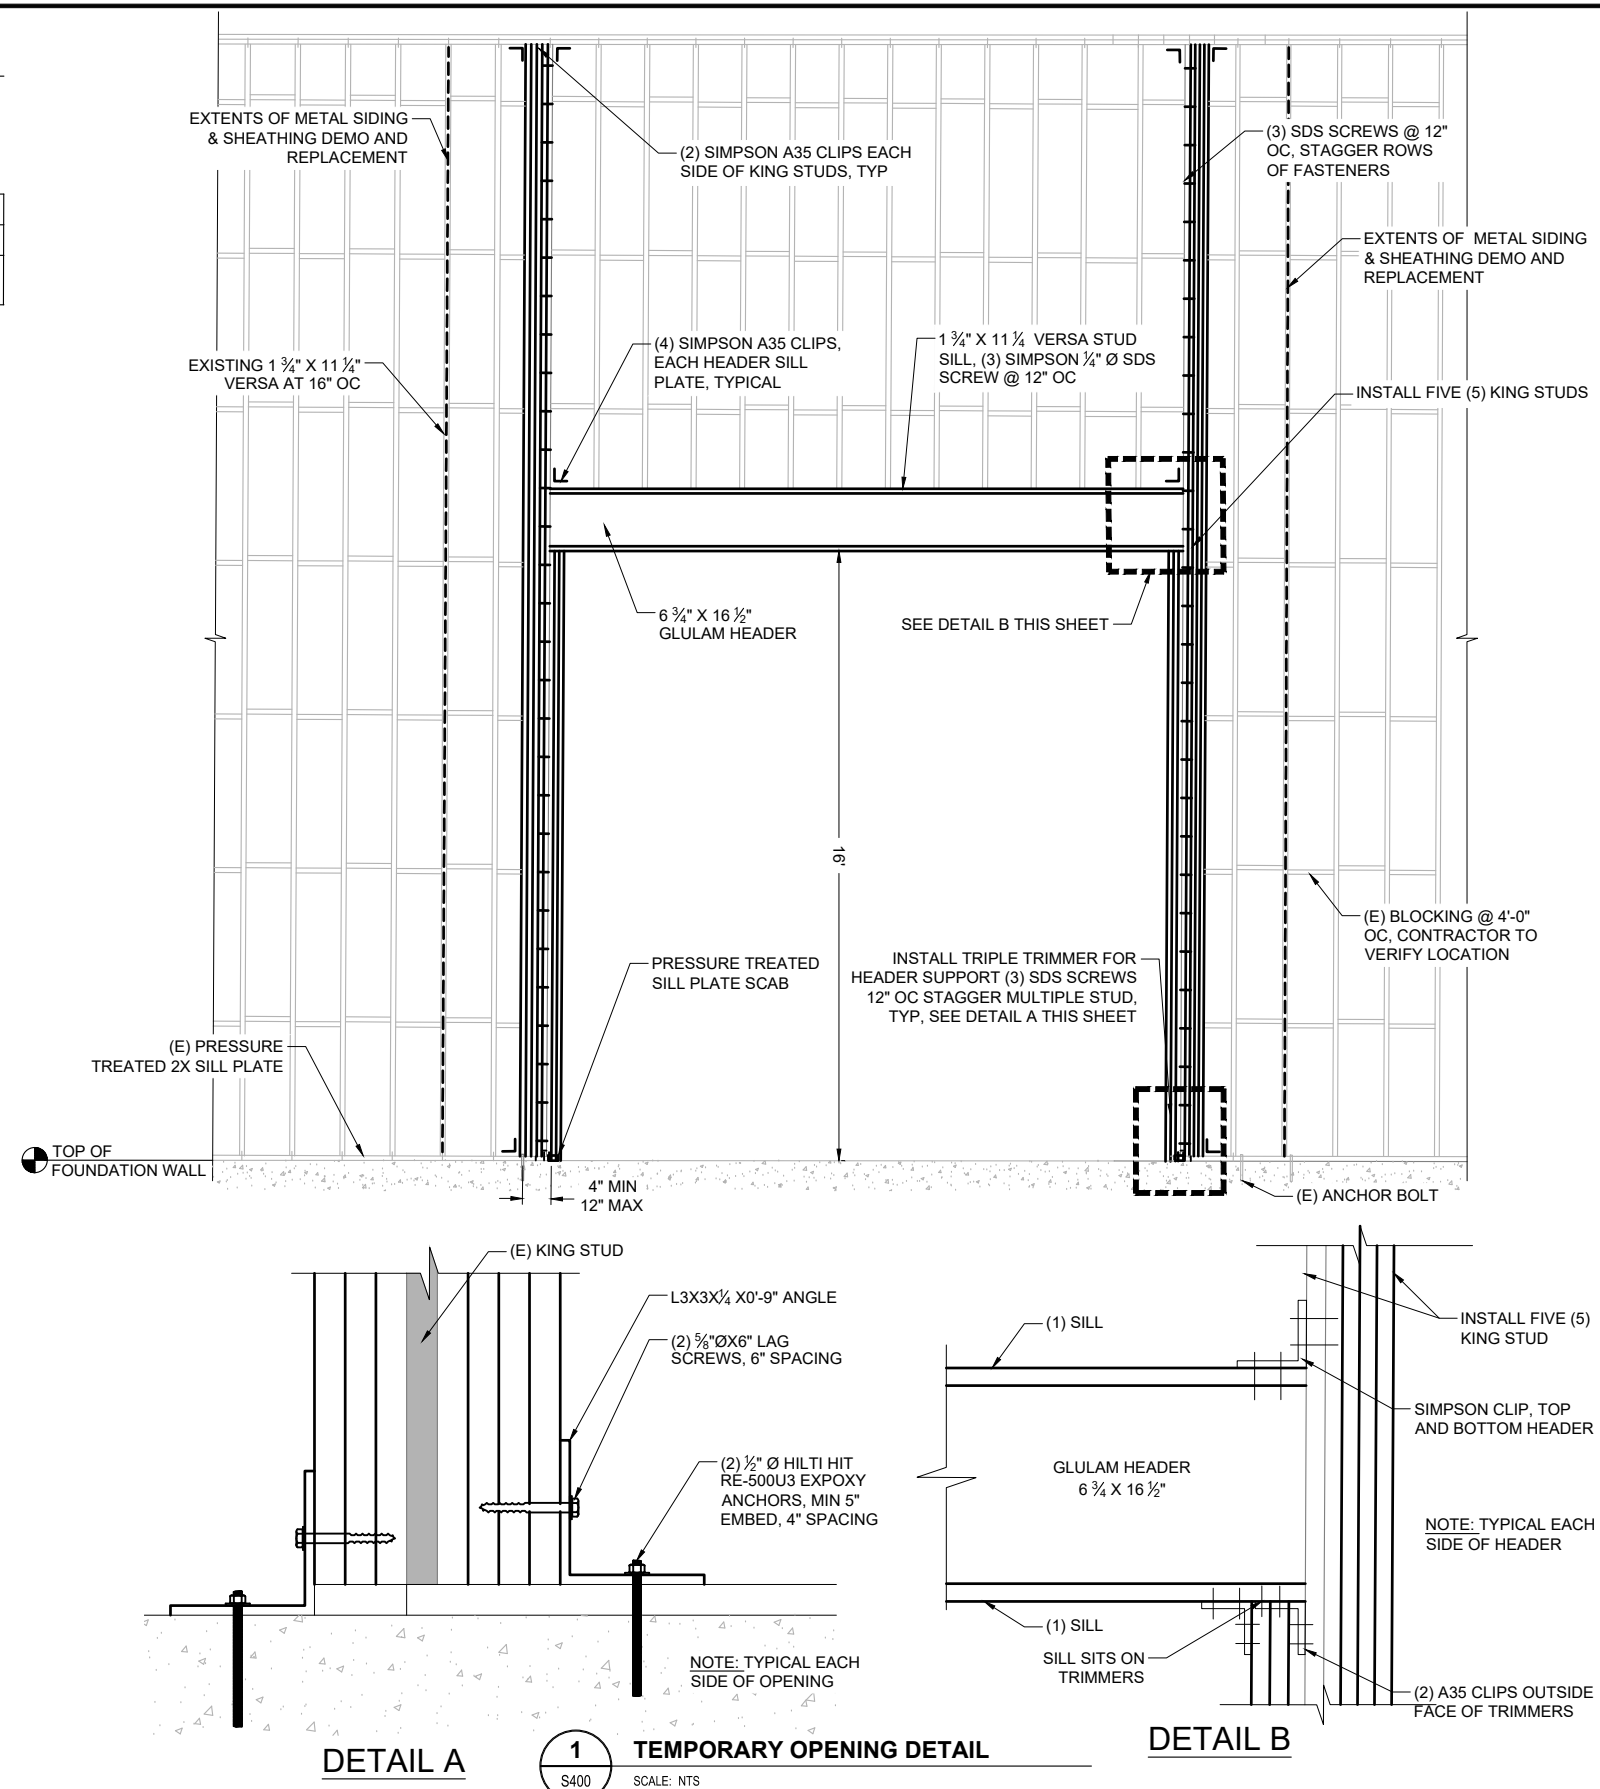 EXTENTS OF METAL SIDING
& SHEATHING DEMO AND
REPLACEMENT
(2) SIMPSON A35 CLIPS EACH
SIDE OF KING STUDS, TYP
(3) SDS SCREWS @ 12"
OC, STAGGER ROWS
OF FASTENERS
EXTENTS OF METAL SIDING
& SHEATHING DEMO AND
REPLACEMENT
EXISTING 1 ¾" X 11 ¼"
VERSA AT 16" OC
(4) SIMPSON A35 CLIPS,
EACH HEADER SILL
PLATE, TYPICAL
1 ¾" X 11 ¼ VERSA STUD
SILL, (3) SIMPSON ¼" Ø SDS
SCREW @ 12" OC
INSTALL FIVE (5) KING STUDS
6 ¾" X 16 ½"
GLULAM HEADER
SEE DETAIL B THIS SHEET
16'
(E) BLOCKING @ 4'-0"
OC, CONTRACTOR TO
VERIFY LOCATION
PRESSURE TREATED
SILL PLATE SCAB
INSTALL TRIPLE TRIMMER FOR
HEADER SUPPORT (3) SDS SCREWS
12" OC STAGGER MULTIPLE STUD,
TYP, SEE DETAIL A THIS SHEET
(E) PRESSURE
TREATED 2X SILL PLATE
TOP OF
FOUNDATION WALL
4" MIN
12" MAX
(E) ANCHOR BOLT
(E) KING STUD
L3X3X¼ X0'-9" ANGLE
(2) ⅝"ØX6" LAG
SCREWS, 6" SPACING
(2) ½" Ø HILTI HIT
RE-500U3 EXPOXY
ANCHORS, MIN 5"
EMBED, 4" SPACING
NOTE: TYPICAL EACH
SIDE OF OPENING
DETAIL A
(1) SILL
INSTALL FIVE (5)
KING STUD
SIMPSON CLIP, TOP
AND BOTTOM HEADER
GLULAM HEADER
6 ¾ X 16 ½"
NOTE: TYPICAL EACH
SIDE OF HEADER
(1) SILL
SILL SITS ON
TRIMMERS
(2) A35 CLIPS OUTSIDE
FACE OF TRIMMERS
DETAIL B
1
S400
TEMPORARY OPENING DETAIL
SCALE: NTS